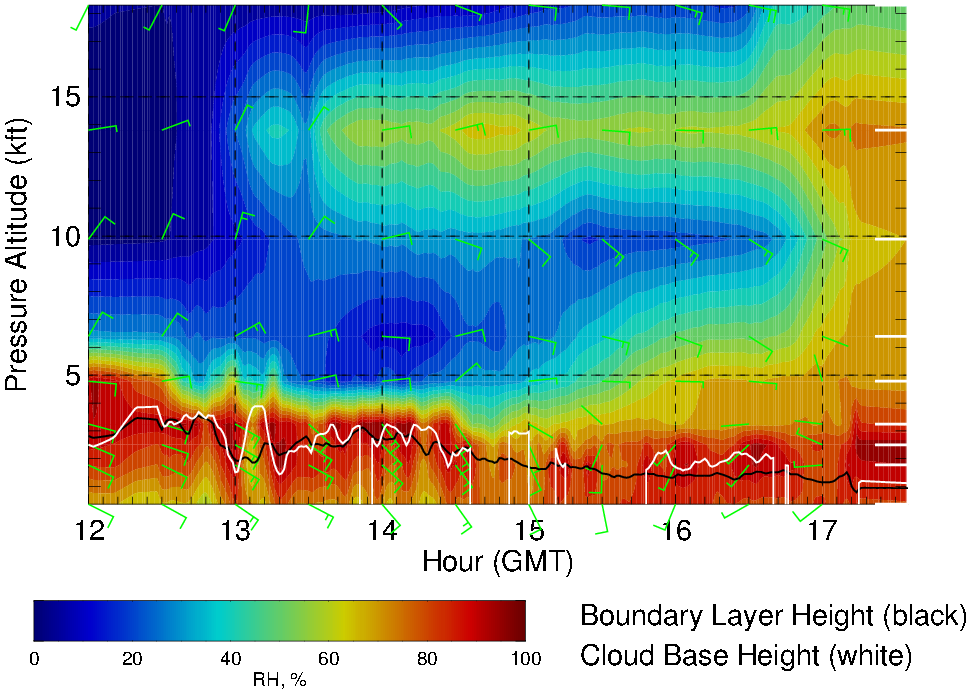 15
10
5
Pressure Altitude (kft)
12 13 14 15 16 17
Hour (GMT)
Boundary Layer Height (black)
Cloud Base Height (white)
0 20 40 60 80 100
RH, %